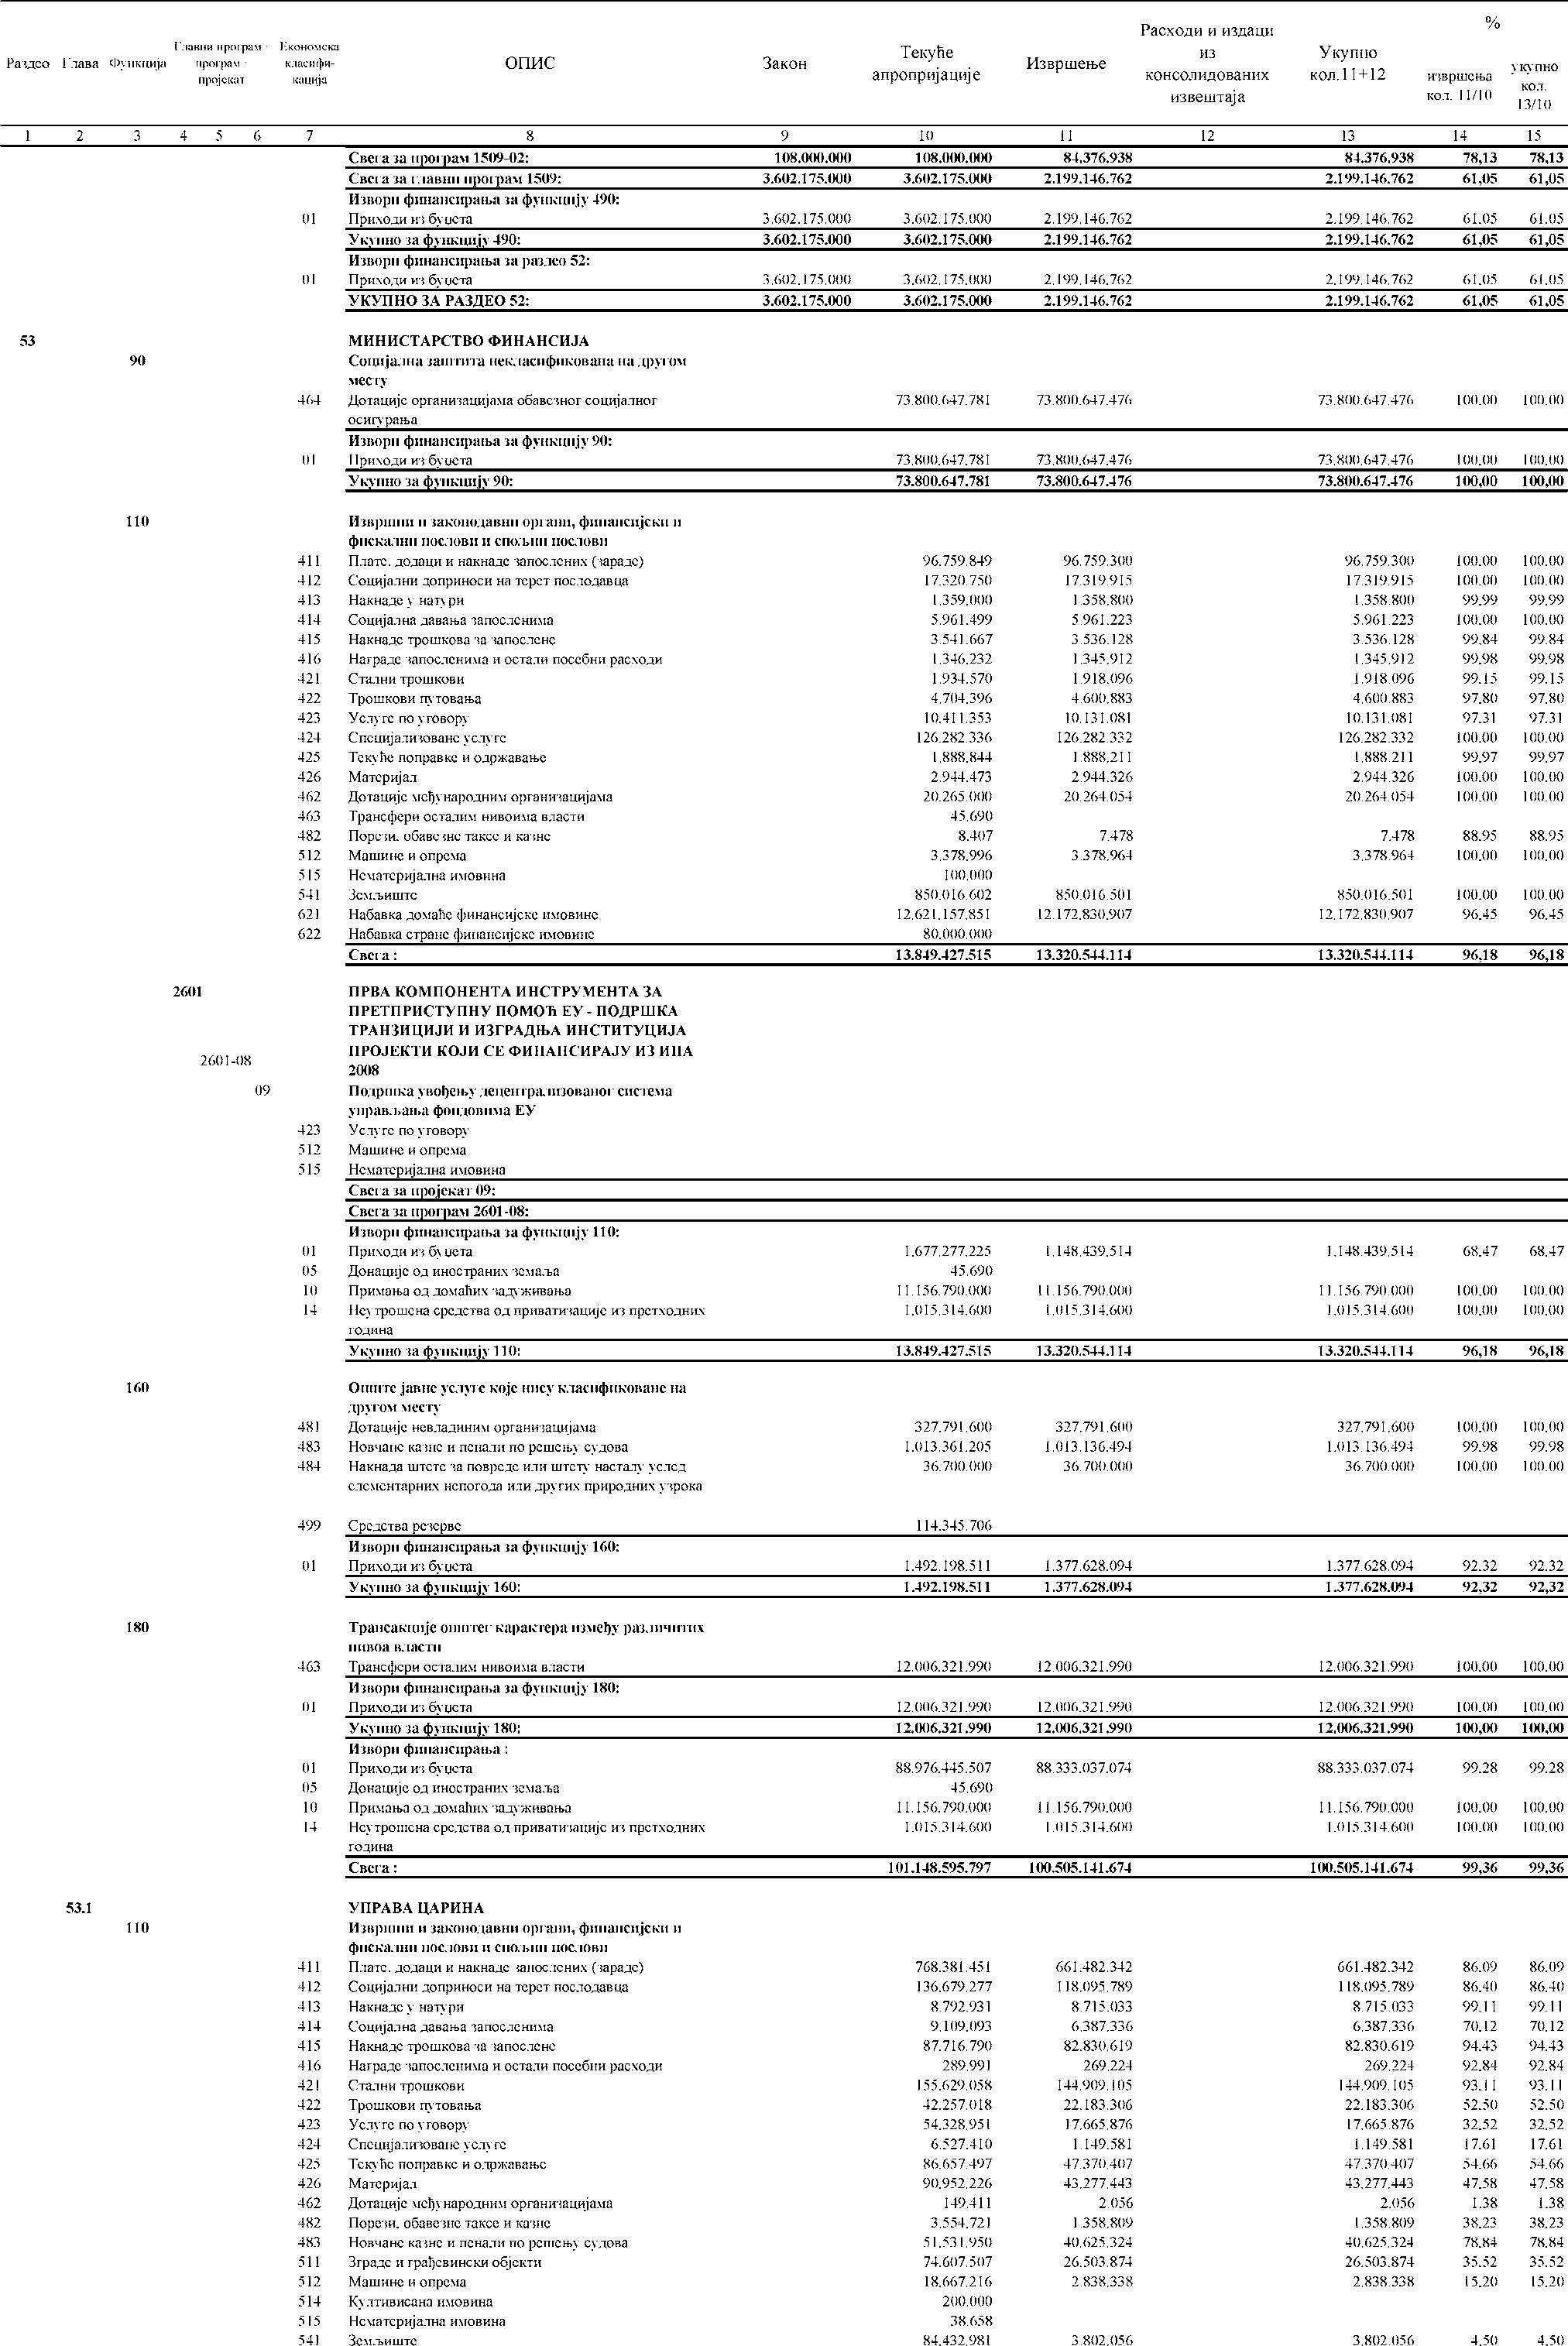 Раздео Глава Функција Главни програм - програм - пројекат Економска класифи- кација ОПИС Закон Текуће апропријације Извршење Расходи и издаци из консолидованих извештаја Укупно кол.11+12 % извршења кол. 11/10 укупно кол. 13/10
1 2 3 4 5 6 7 8 9 10 11 12 13 14 15
Свега за програм 1509-02: 108.000.000 108.000.000 84.376.938 84.376.938 78,13 78,13
Свега за главни програм 1509: 3.602.175.000 3.602.175.000 2.199.146.762 2.199.146.762 61,05 61,05
Извори финансирања за функцију 490:
01 Приходи из буџета 3.602.175.000 3.602.175.000 2.199.146.762 2.199.146.762 61,05 61,05
Укупно за функцију 490: 3.602.175.000 3.602.175.000 2.199.146.762 2.199.146.762 61,05 61,05
Извори финансирања за раздео 52:
01 Приходи из буџета 3.602.175.000 3.602.175.000 2.199.146.762 2.199.146.762 61,05 61,05
УКУПНО ЗА РАЗДЕО 52: 3.602.175.000 3.602.175.000 2.199.146.762 2.199.146.762 61,05 61,05
53 МИНИСТАРСТВО ФИНАНСИЈА
90 Социјална заштита некласификована на другом
месту
464 Дотације организацијама обавезног социјалног 73.800.647.781 73.800.647.476 73.800.647.476 100,00 100,00
осигурања
Извори финансирања за функцију 90:
01 Приходи из буџета 73.800.647.781 73.800.647.476 73.800.647.476 100,00 100,00
Укупно за функцију 90: 73.800.647.781 73.800.647.476 73.800.647.476 100,00 100,00
110 Извршни и законодавни органи, финансијски и
фискални послови и спољни послови
411 Плате, додаци и накнаде запослених (зараде) 96.759.849 96.759.300 96.759.300 100,00 100,00
412 Социјални доприноси на терет послодавца 17.320.750 17.319.915 17.319.915 100,00 100,00
413 Накнаде у натури 1.359.000 1.358.800 1.358.800 99,99 99,99
414 Социјална давања запосленима 5.961.499 5.961.223 5.961.223 100,00 100,00
415 Накнаде трошкова за запослене 3.541.667 3.536.128 3.536.128 99,84 99,84
416 Награде запосленима и остали посебни расходи 1.346.232 1.345.912 1.345.912 99,98 99,98
421 Стални трошкови 1.934.570 1.918.096 1.918.096 99,15 99,15
422 Трошкови путовања 4.704.396 4.600.883 4.600.883 97,80 97,80
423 Услуге по уговору 10.411.353 10.131.081 10.131.081 97,31 97,31
424 Специјализоване услуге 126.282.336 126.282.332 126.282.332 100,00 100,00
425 Текуће поправке и одржавање 1.888.844 1.888.211 1.888.211 99,97 99,97
426 Материјал 2.944.473 2.944.326 2.944.326 100,00 100,00
462 Дотације међународним организацијама 20.265.000 20.264.054 20.264.054 100,00 100,00
463 Трансфери осталим нивоима власти 45.690
482 Порези, обавезне таксе и казне 8.407 7.478 7.478 88,95 88,95
512 Машине и опрема 3.378.996 3.378.964 3.378.964 100,00 100,00
515 Нематеријална имовина 100.000
541 Земљиште 850.016.602 850.016.501 850.016.501 100,00 100,00
621 Набавка домаће финансијске имовине 12.621.157.851 12.172.830.907 12.172.830.907 96,45 96,45
622 Набавка стране финансијске имовине 80.000.000
Свега : 13.849.427.515 13.320.544.114 13.320.544.114 96,18 96,18
2601 ПРВА КОМПОНЕНТА ИНСТРУМЕНТА ЗА
ПРЕТПРИСТУПНУ ПОМОЋ ЕУ - ПОДРШКА
ТРАНЗИЦИЈИ И ИЗГРАДЊА ИНСТИТУЦИЈА
2601-08 ПРОЈЕКТИ КОЈИ СЕ ФИНАНСИРАЈУ ИЗ ИПА
2008
09 Подршка увођењу децентрализованог система
управљања фондовима ЕУ
423 Услуге по уговору
512 Машине и опрема
515 Нематеријална имовина
Свега за пројекат 09:
Свега за програм 2601-08:
Извори финансирања за функцију 110:
01 Приходи из буџета 1.677.277.225 1.148.439.514 1.148.439.514 68,47 68,47
05 Донације од иностраних земаља 45.690
10 Примања од домаћих задуживања 11.156.790.000 11.156.790.000 11.156.790.000 100,00 100,00
14 Неутрошена средства од приватизације из претходних 1.015.314.600 1.015.314.600 1.015.314.600 100,00 100,00
година
Укупно за функцију 110: 13.849.427.515 13.320.544.114 13.320.544.114 96,18 96,18
160 Опште јавне услуге које нису класификоване на
другом месту
481 Дотације невладиним организацијама 327.791.600 327.791.600 327.791.600 100,00 100,00
483 Новчане казне и пенали по решењу судова 1.013.361.205 1.013.136.494 1.013.136.494 99,98 99,98
484 Накнада штете за повреде или штету насталу услед 36.700.000 36.700.000 36.700.000 100,00 100,00
елементарних непогода или других природних узрока
499 Средства резерве 114.345.706
Извори финансирања за функцију 160:
01 Приходи из буџета 1.492.198.511 1.377.628.094 1.377.628.094 92,32 92,32
Укупно за функцију 160: 1.492.198.511 1.377.628.094 1.377.628.094 92,32 92,32
180 Трансакције општег карактера између различитих
нивоа власти
463 Трансфери осталим нивоима власти 12.006.321.990 12.006.321.990 12.006.321.990 100,00 100,00
Извори финансирања за функцију 180:
01 Приходи из буџета 12.006.321.990 12.006.321.990 12.006.321.990 100,00 100,00
Укупно за функцију 180: 12.006.321.990 12.006.321.990 12.006.321.990 100,00 100,00
Извори финансирања :
01 Приходи из буџета 88.976.445.507 88.333.037.074 88.333.037.074 99,28 99,28
05 Донације од иностраних земаља 45.690
10 Примања од домаћих задуживања 11.156.790.000 11.156.790.000 11.156.790.000 100,00 100,00
14 Неутрошена средства од приватизације из претходних 1.015.314.600 1.015.314.600 1.015.314.600 100,00 100,00
година
Свега : 101.148.595.797 100.505.141.674 100.505.141.674 99,36 99,36
53.1 УПРАВА ЦАРИНА
110 Извршни и законодавни органи, финансијски и
фискални послови и спољни послови
411 Плате, додаци и накнаде запослених (зараде) 768.381.451 661.482.342 661.482.342 86,09 86,09
412 Социјални доприноси на терет послодавца 136.679.277 118.095.789 118.095.789 86,40 86,40
413 Накнаде у натури 8.792.931 8.715.033 8.715.033 99,11 99,11
414 Социјална давања запосленима 9.109.093 6.387.336 6.387.336 70,12 70,12
415 Накнаде трошкова за запослене 87.716.790 82.830.619 82.830.619 94,43 94,43
416 Награде запосленима и остали посебни расходи 289.991 269.224 269.224 92,84 92,84
421 Стални трошкови 155.629.058 144.909.105 144.909.105 93,11 93,11
422 Трошкови путовања 42.257.018 22.183.306 22.183.306 52,50 52,50
423 Услуге по уговору 54.328.951 17.665.876 17.665.876 32,52 32,52
424 Специјализоване услуге 6.527.410 1.149.581 1.149.581 17,61 17,61
425 Текуће поправке и одржавање 86.657.497 47.370.407 47.370.407 54,66 54,66
426 Материјал 90.952.226 43.277.443 43.277.443 47,58 47,58
462 Дотације међународним организацијама 149.411 2.056 2.056 1,38 1,38
482 Порези, обавезне таксе и казне 3.554.721 1.358.809 1.358.809 38,23 38,23
483 Новчане казне и пенали по решењу судова 51.531.950 40.625.324 40.625.324 78,84 78,84
511 Зграде и грађевински објекти 74.607.507 26.503.874 26.503.874 35,52 35,52
512 Машине и опрема 18.667.216 2.838.338 2.838.338 15,20 15,20
514 Култивисана имовина 200.000
515 Нематеријална имовина 38.658
541 Земљиште 84.432.981 3.802.056 3.802.056 4,50 4,50